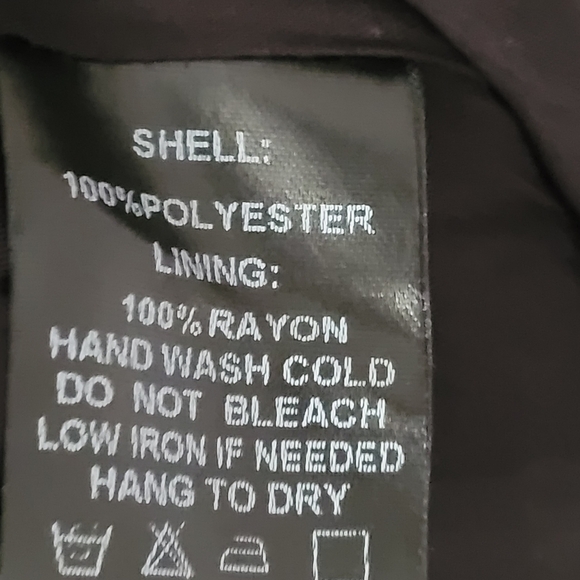 SHELL:
100%POLYESTER
LINING:
100% RAYON
HAND WASH COLD
DO NOT BLEACH
LOW IRON IF NEEDED
HANG TO DRY